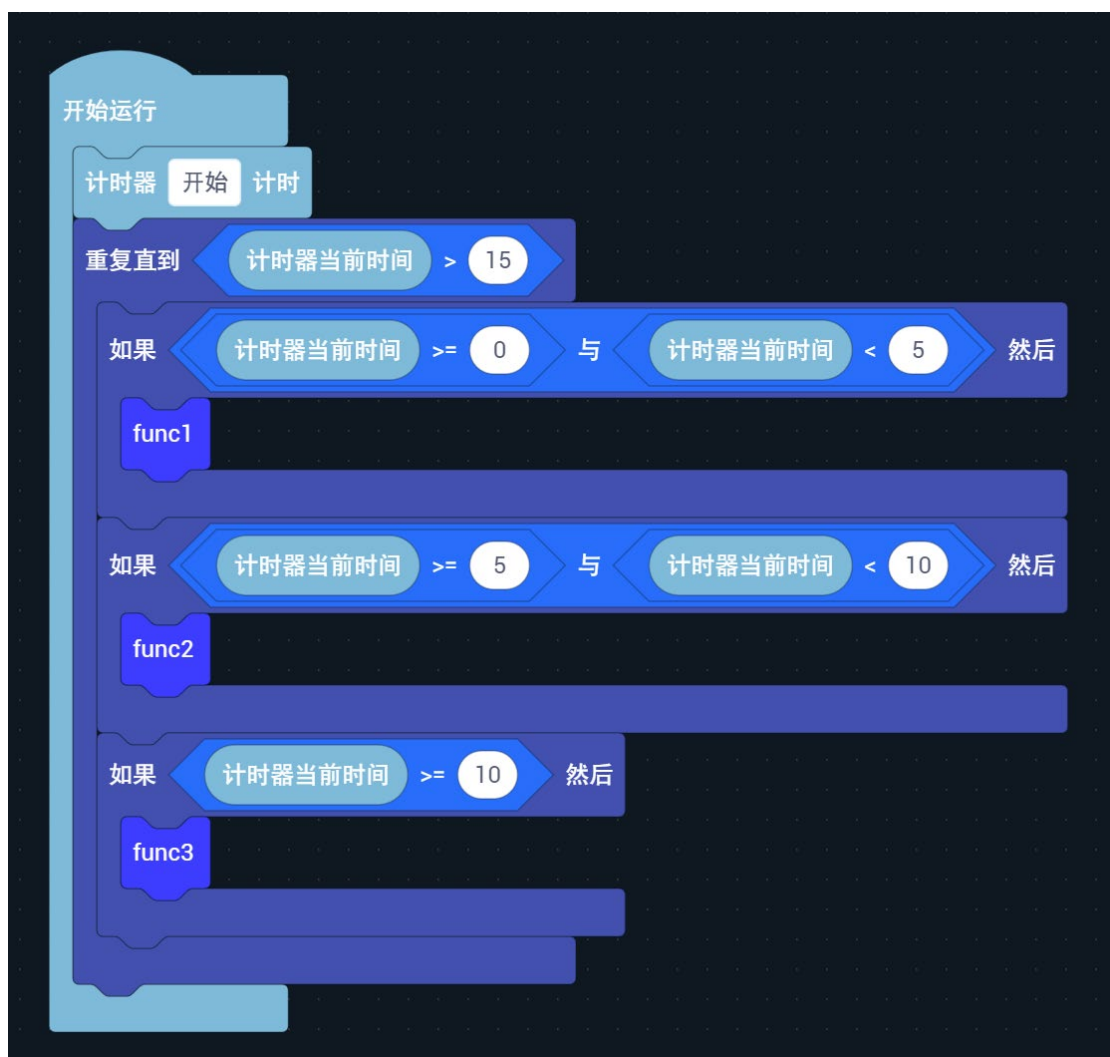 开始运行
计时器 开始 计时
重复直到 计时器当前时间 > 15
如果 计时器当前时间 >= 0 与 计时器当前时间 < 5 然后
func1
如果 计时器当前时间 >= 5 与 计时器当前时间 < 10 然后
func2
如果 计时器当前时间 >= 10 然后
func3